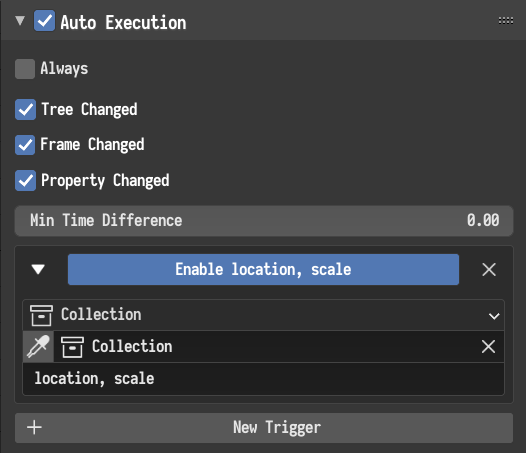 Auto Execution
Always
Tree Changed
Frame Changed
Property Changed
Min Time Difference 0.00
Enable location, scale
Collection
Collection
location, scale
New Trigger